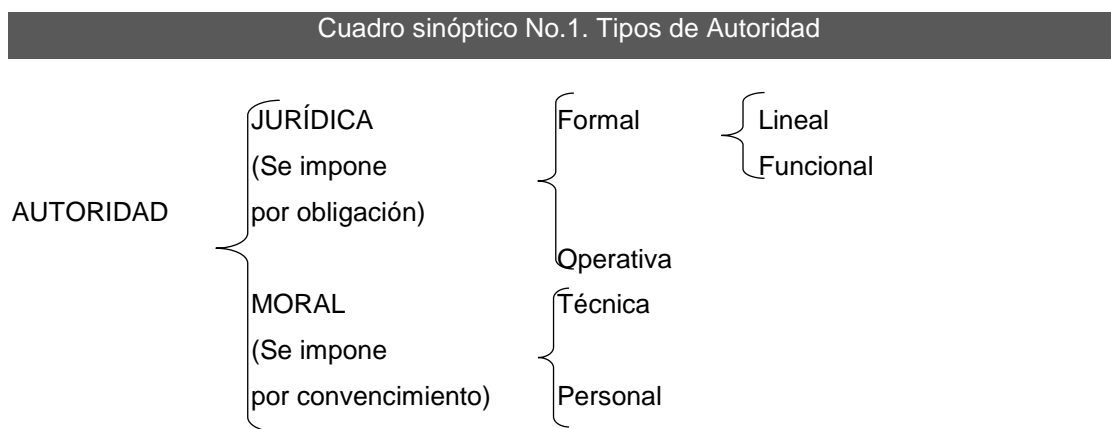 Cuadro sinóptico No.1. Tipos de Autoridad
JURÍDICA Formal Lineal
(Se impone Funcional
AUTORIDAD por obligación)
Operativa
MORAL Técnica
(Se impone
por convencimiento) Personal